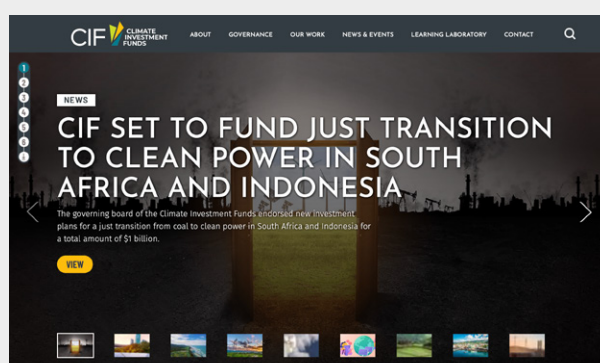 CIF CLIMATE INVESTMENT FUNDS
ABOUT GOVERNANCE OUR WORK NEWS & EVENTS LEARNING LABORATORY CONTACT
1
2
3
4
5
NEWS
CIF SET TO FUND JUST TRANSITION
TO CLEAN POWER IN SOUTH
AFRICA AND INDONESIA
The governing board of the Climate Investment Funds endorsed new investment
plans for a just transition from coal to clean power in South Africa and Indonesia for
a total amount of $1 billion.
VIEW